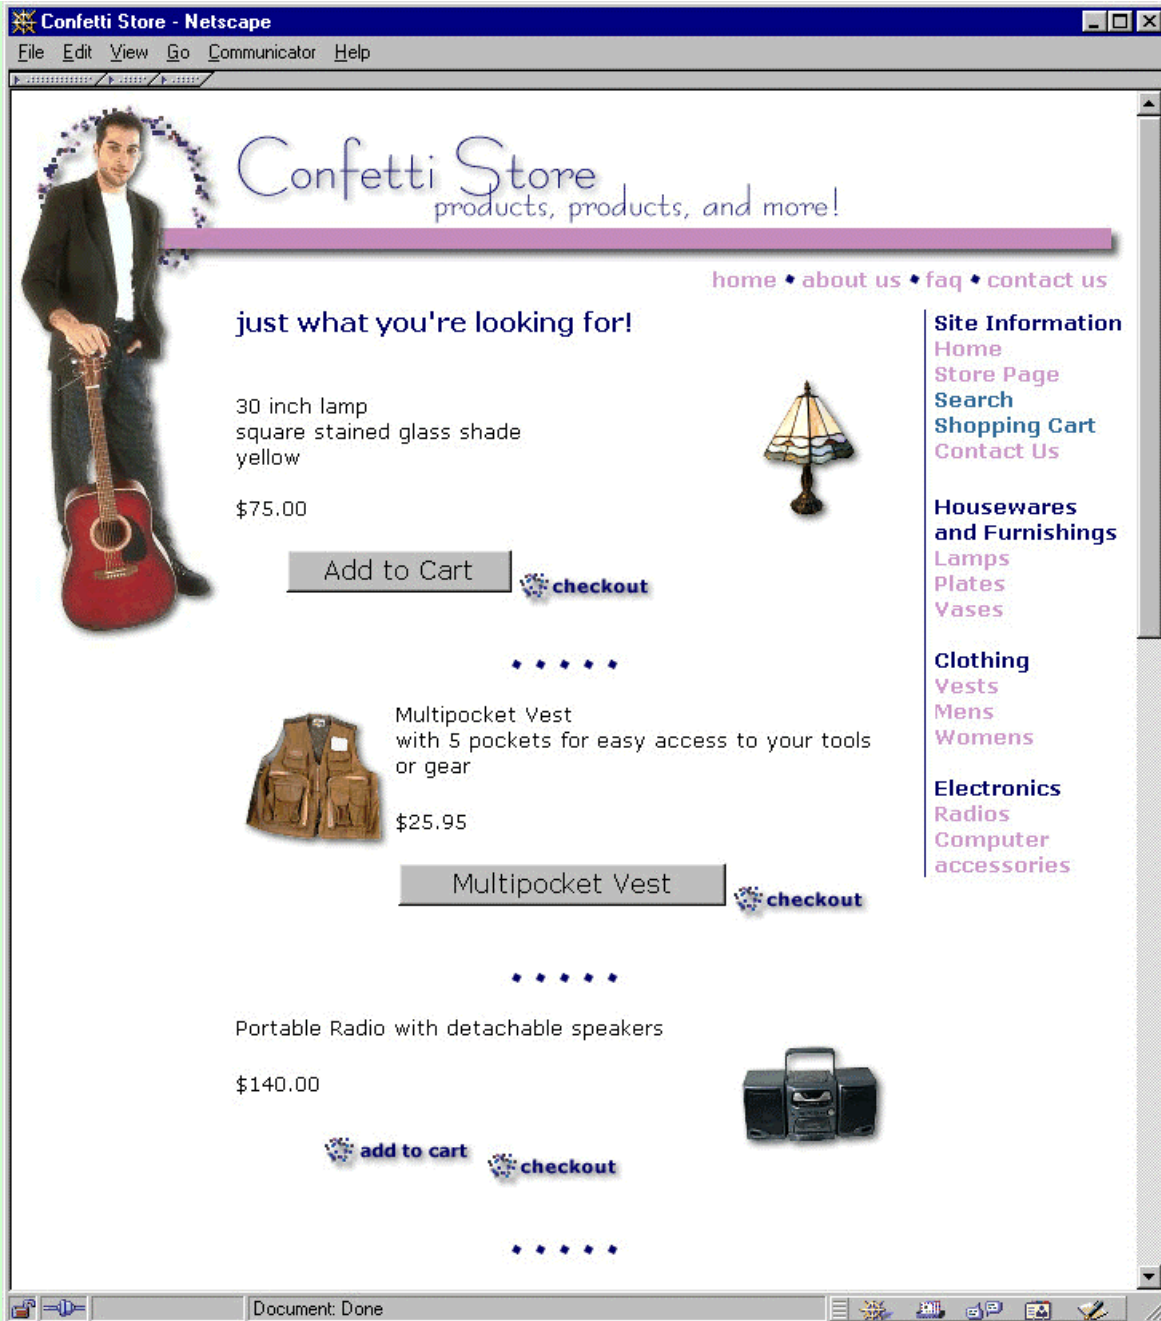 Confetti Store - Netscape
File Edit View Go Communicator Help
Confetti Store
products, products, and more!
home • about us • faq • contact us
just what you're looking for!
30 inch lamp
square stained glass shade
yellow
$75.00
Add to Cart
checkout
Multipocket Vest
with 5 pockets for easy access to your tools
or gear
$25.95
Multipocket Vest
checkout
Portable Radio with detachable speakers
$140.00
add to cart
checkout
Site Information
Home
Store Page
Search
Shopping Cart
Contact Us
Housewares
and Furnishings
Lamps
Plates
Vases
Clothing
Vests
Mens
Womens
Electronics
Radios
Computer
accessories
Document: Done